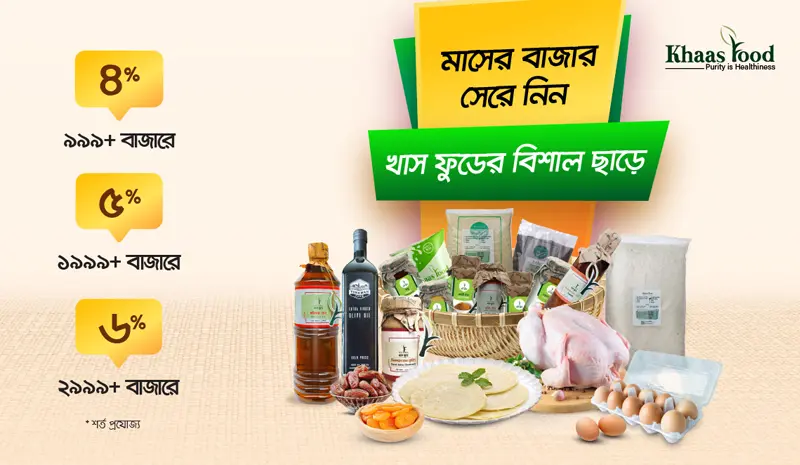 ৪%
৯৯৯+ বাজারে
৫%
১৯৯৯+ বাজারে
৬%
২৯৯৯+ বাজারে
* শর্ত প্রযোজ্য
মাসের বাজার
সেরে নিন
খাস ফুডের বিশাল ছাড়ে
Khaas Food
Purity is Healthiness
EXTRA VIRGIN
OLIVE OIL